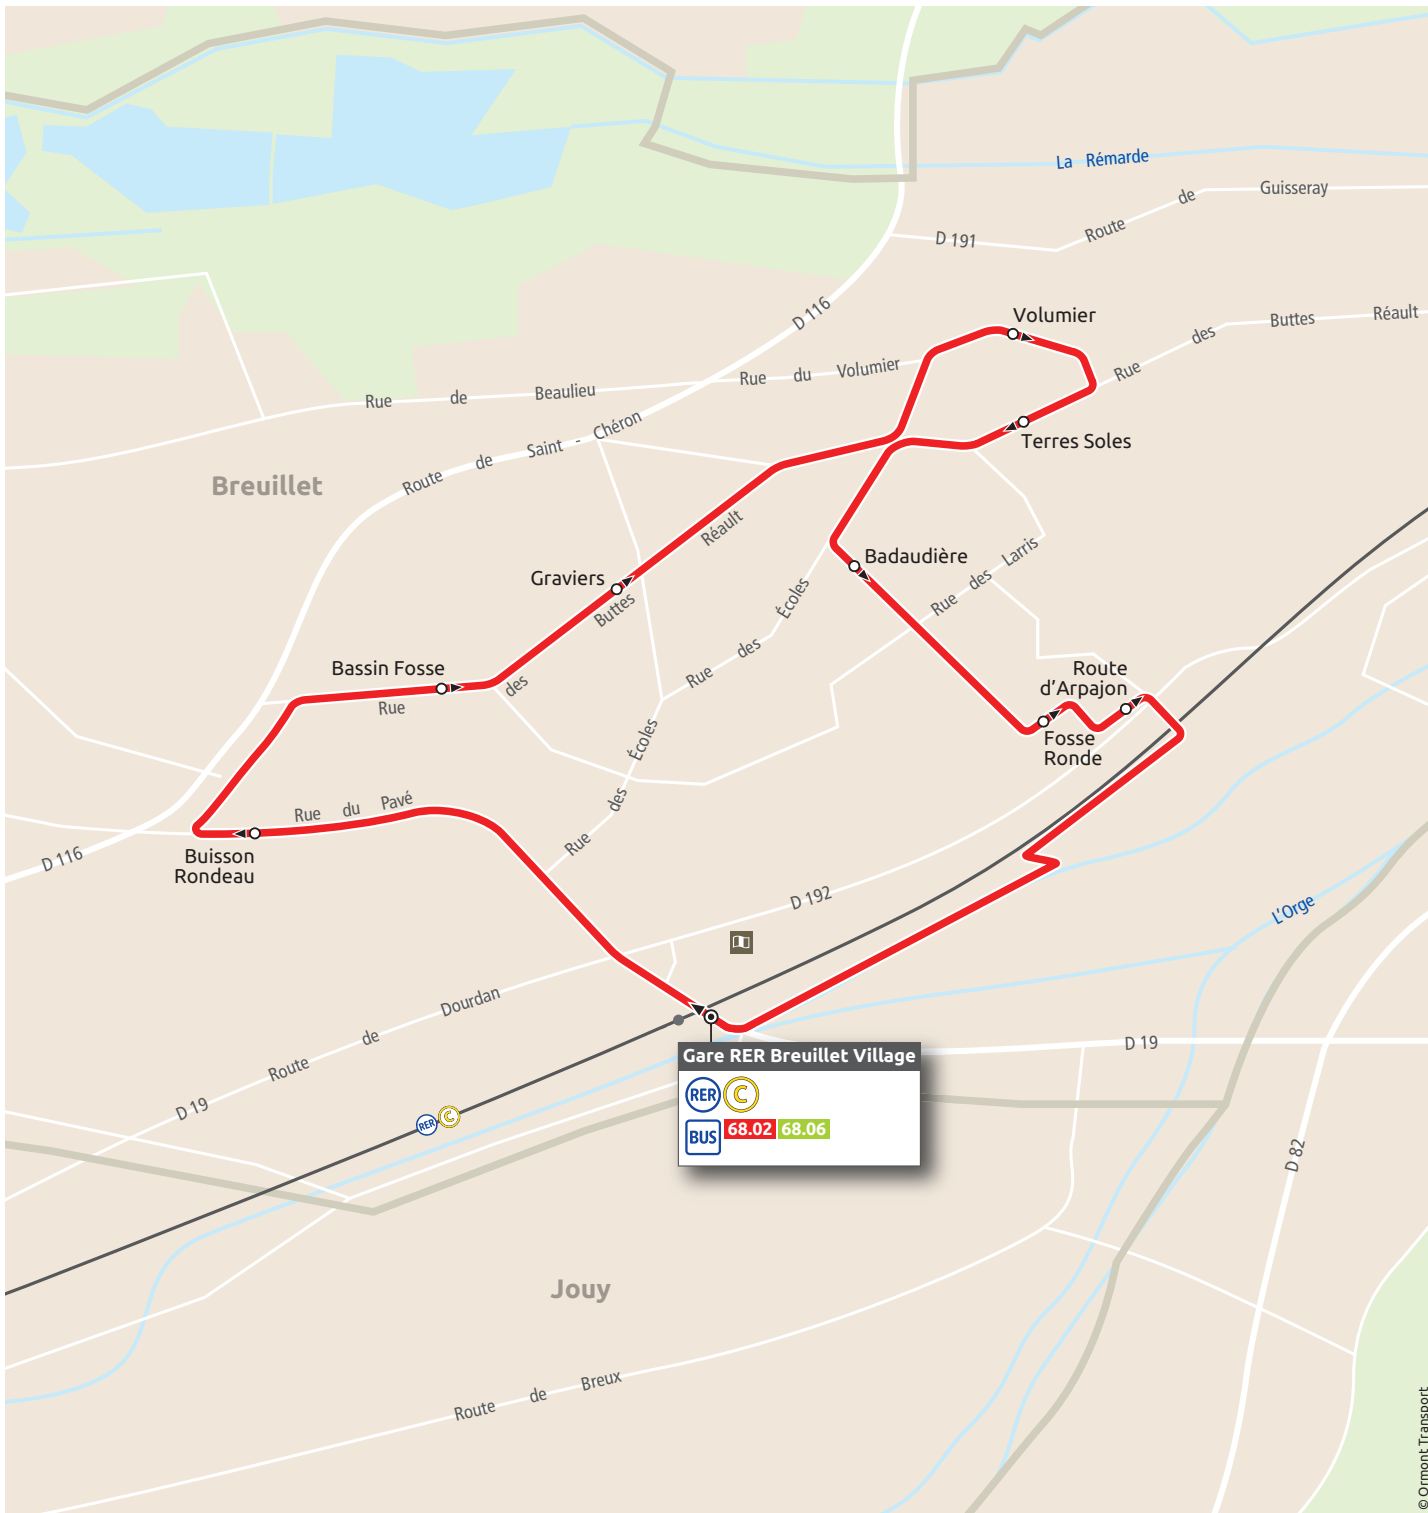 La Rémarde
Route de Guisseray
D 191
D 116
Volumier
Rue des Buttes Réault
Rue de Beaulieu
Rue du Volumier
Route de Saint - Chéron
Terres Soles
Breuillet
Réault
Graviers
Buttes
Badaudière
Rue des Larris
Écoles
des
Rue
Bassin Fosse
des
Rue
Route
d’Arpajon
Fosse
Ronde
Écoles
des
Rue
Rue du Pavé
Buisson
Rondeau
D 116
D 192
L’Orge
Route de Dourdan
D 19
D 19
Gare RER Breuillet Village
RER C
BUS 68.02 68.06
RER C
D 82
Jouy
Route de Breux
© Ormont Transport